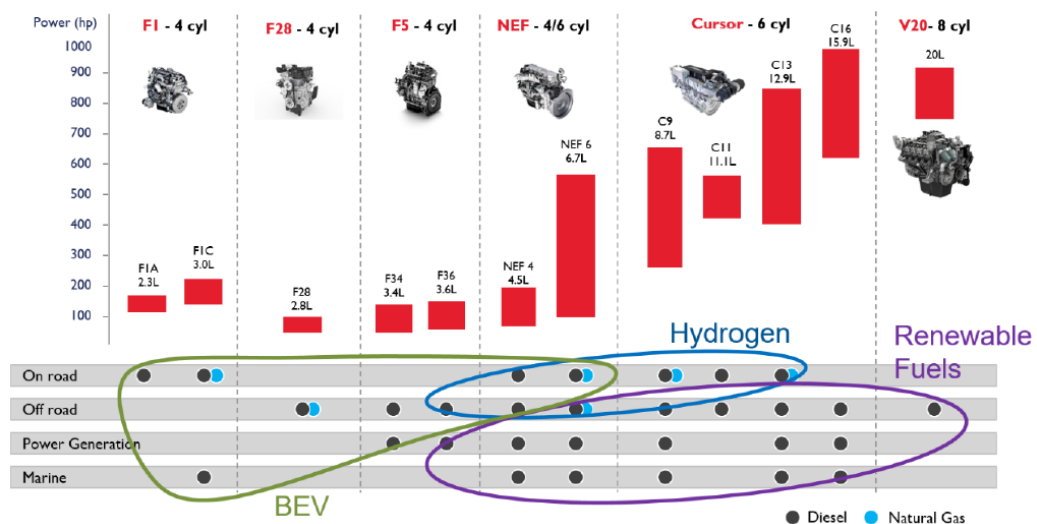 Power (hp)
F1 - 4 cyl
F28 - 4 cyl
F5 - 4 cyl
NEF - 4/6 cyl
Cursor - 6 cyl
V20- 8 cyl
1000
900
800
700
600
500
400
300
200
100
F1A
2.3L
F1C
3.0L
F28
2.8L
F34
3.4L
F36
3.6L
NEF 4
4.5L
NEF 6
6.7L
C9
8.7L
C11
11.1L
C13
12.9L
C16
15.9L
20L
Hydrogen
Renewable
Fuels
On road
Off road
Power Generation
Marine
BEV
Diesel
Natural Gas